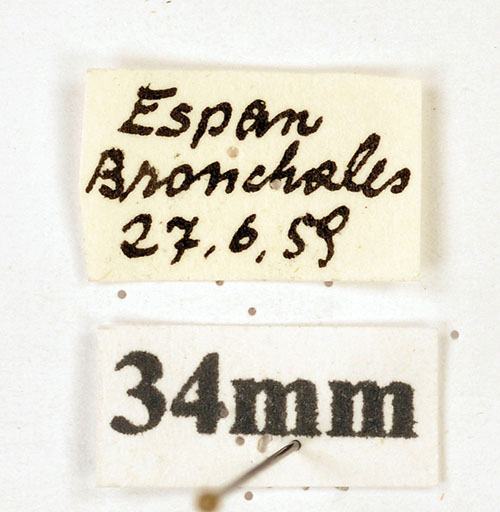 Espan
Bronchales
27.6.59
34mm